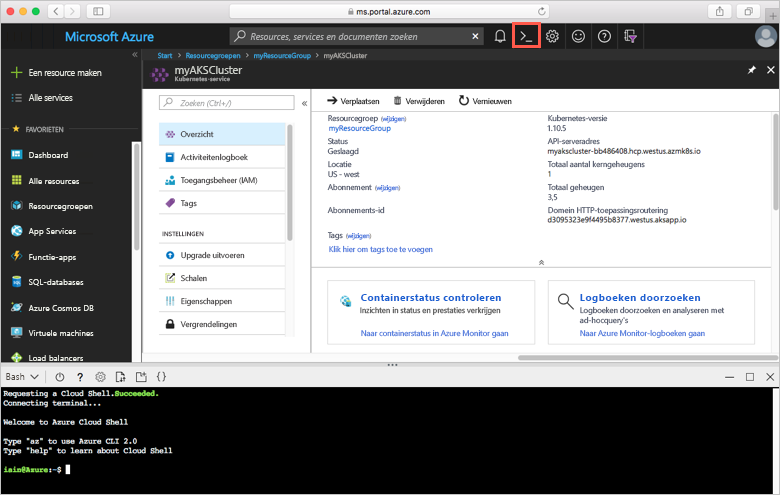 ms.portal.azure.com
Microsoft Azure
Resources, services en documenten zoeken
Start > Resourcegroepen > myResourceGroup > myAKSCluster
myAKSCluster
Kubernetes-service
Een resource maken
Alle services
FAVORIETEN
Dashboard
Alle resources
Resourcegroepen
App Services
Functie-apps
SQL-databases
Azure Cosmos DB
Virtuele machines
Load balancers
Zoeken (Ctrl+/)
Overzicht
Activiteitenlogboek
Toegangsbeheer (IAM)
Tags
INSTELLINGEN
Upgrade uitvoeren
Schalen
Eigenschappen
Vergrendelingen
Verplaatsen
Verwijderen
Vernieuwen
Resourcegroep (wijzigen)
myResourceGroup
Status
Geslaagd
Locatie
US - west
Abonnement (wijzigen)
Abonnements-id
Tags (wijzigen)
Klik hier om tags toe te voegen
Kubernetes-versie
1.10.5
API-serveradres
myakscluster-bb486408.hcp.westus.azmk8s.io
Totaal aantal kerngeheugens
1
Totaal geheugen
3,5
Domein HTTP-toepassingsroutering
d3095323e9f4495b8377.westus.aksapp.io
Containerstatus controleren
Inzichten in status en prestaties verkrijgen
Naar containerstatus in Azure Monitor gaan
Logboeken doorzoeken
Logboeken doorzoeken en analyseren met
ad-hocquery's
Naar Azure Monitor-logboeken gaan
Bash
Requesting a Cloud Shell.Succeeded.
Connecting terminal...
Welcome to Azure Cloud Shell
Type "az" to use Azure CLI 2.0
Type "help" to learn about Cloud Shell
iain@Azure:~$